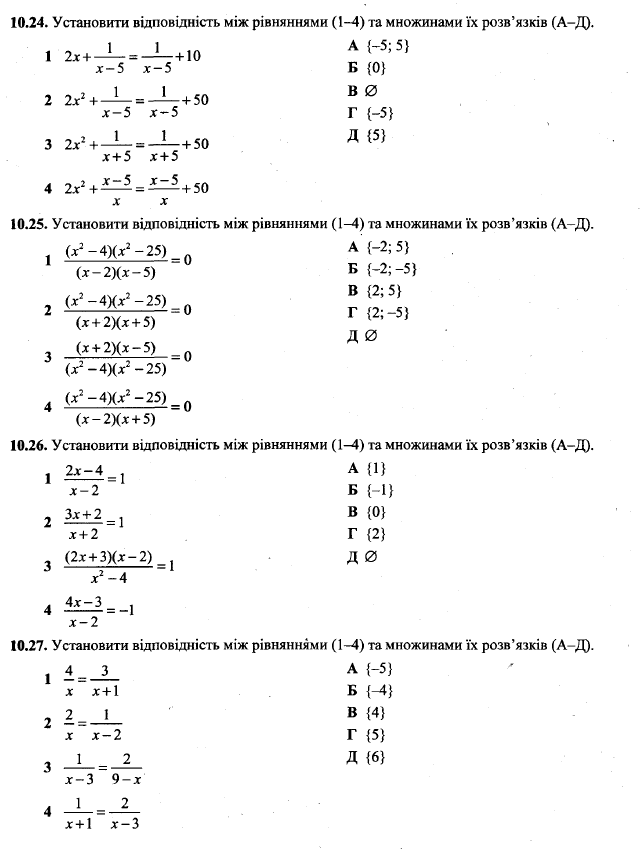 10.24. Установити відповідність між рівняннями (1–4) та множинами їх розв’язків (А–Д).
1 2x + 1/(x – 5) = 1/(x – 5) + 10
А {–5; 5}
2 2x² + 1/(x – 5) = 1/(x – 5) + 50
Б {0}
3 2x² + 1/(x + 5) = 1/(x + 5) + 50
В ∅
4 2x² + (x – 5)/x = (x – 5)/x + 50
Г {–5}
Д {5}
10.25. Установити відповідність між рівняннями (1–4) та множинами їх розв’язків (А–Д).
1 (x² – 4)(x² – 25)/((x – 2)(x – 5)) = 0
А {–2; 5}
2 (x² – 4)(x² – 25)/((x + 2)(x + 5)) = 0
Б {–2; –5}
3 (x + 2)(x – 5)/((x² – 4)(x² – 25)) = 0
В {2; 5}
4 (x² – 4)(x² – 25)/((x – 2)(x + 5)) = 0
Г {2; –5}
Д ∅
10.26. Установити відповідність між рівняннями (1–4) та множинами їх розв’язків (А–Д).
1 (2x – 4)/(x – 2) = 1
А {1}
2 (3x + 2)/(x + 2) = 1
Б {–1}
3 (2x + 3)(x – 2)/(x² – 4) = 1
В {0}
4 (4x – 3)/(x – 2) = –1
Г {2}
Д ∅
10.27. Установити відповідність між рівняннями (1–4) та множинами їх розв’язків (А–Д).
1 4/x = 3/(x + 1)
А {–5}
2 2/x = 1/(x – 2)
Б {–4}
3 1/(x – 3) = 2/(9 – x)
В {4}
4 1/(x + 1) = 2/(x – 3)
Г {5}
Д {6}